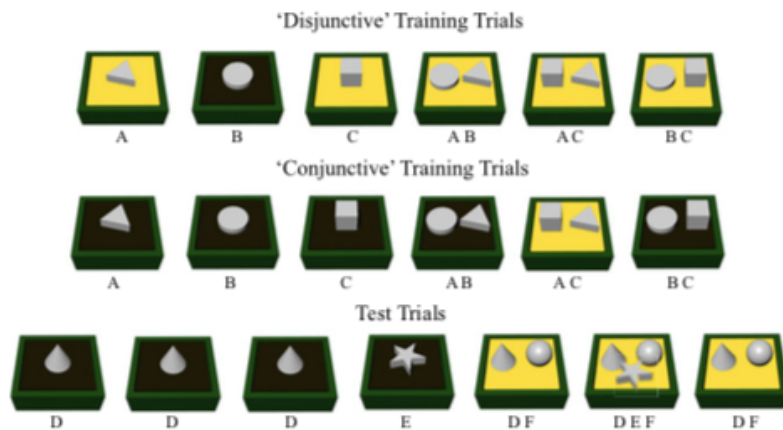 ‘Disjunctive’ Training Trials
A B C A B A C B C
‘Conjunctive’ Training Trials
A B C A B A C B C
Test Trials
D D D E D F D E F D F